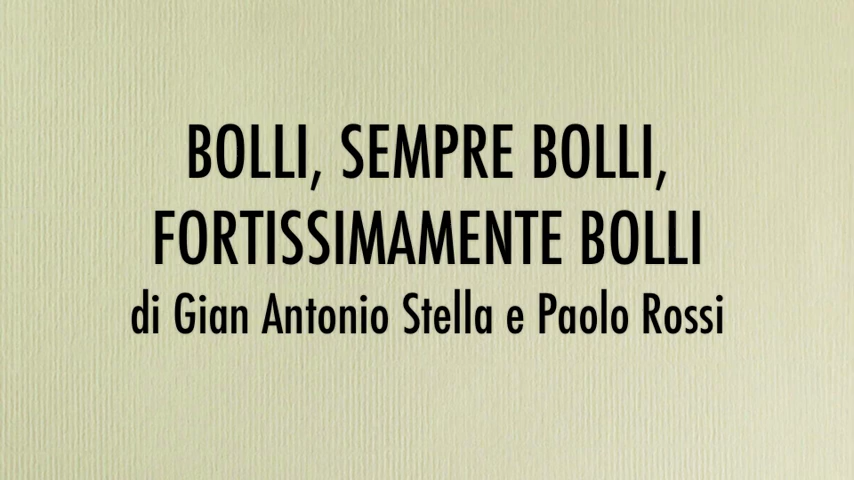 BOLLI, SEMPRE BOLLI,
FORTISSIMAMENTE BOLLI
di Gian Antonio Stella e Paolo Rossi